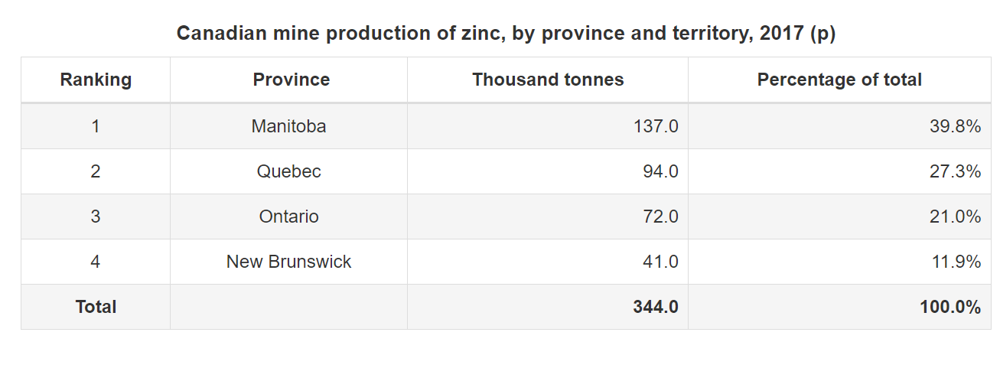 Canadian mine production of zinc, by province and territory, 2017 (p)
Ranking Province Thousand tonnes Percentage of total
1 Manitoba 137.0 39.8%
2 Quebec 94.0 27.3%
3 Ontario 72.0 21.0%
4 New Brunswick 41.0 11.9%
Total 344.0 100.0%